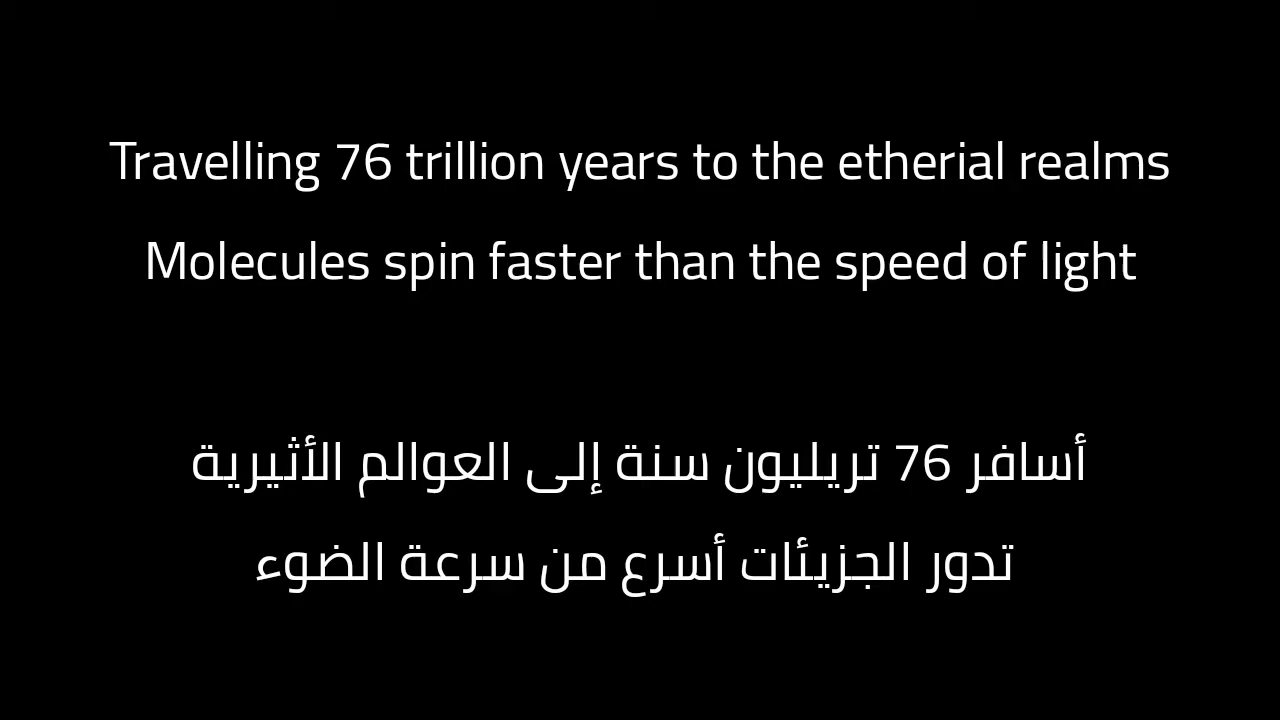 Travelling 76 trillion years to the etherial realms
Molecules spin faster than the speed of light
أسافر 76 تريليون سنة إلى العوالم الأثيرية
تدور الجزيئات أسرع من سرعة الضوء